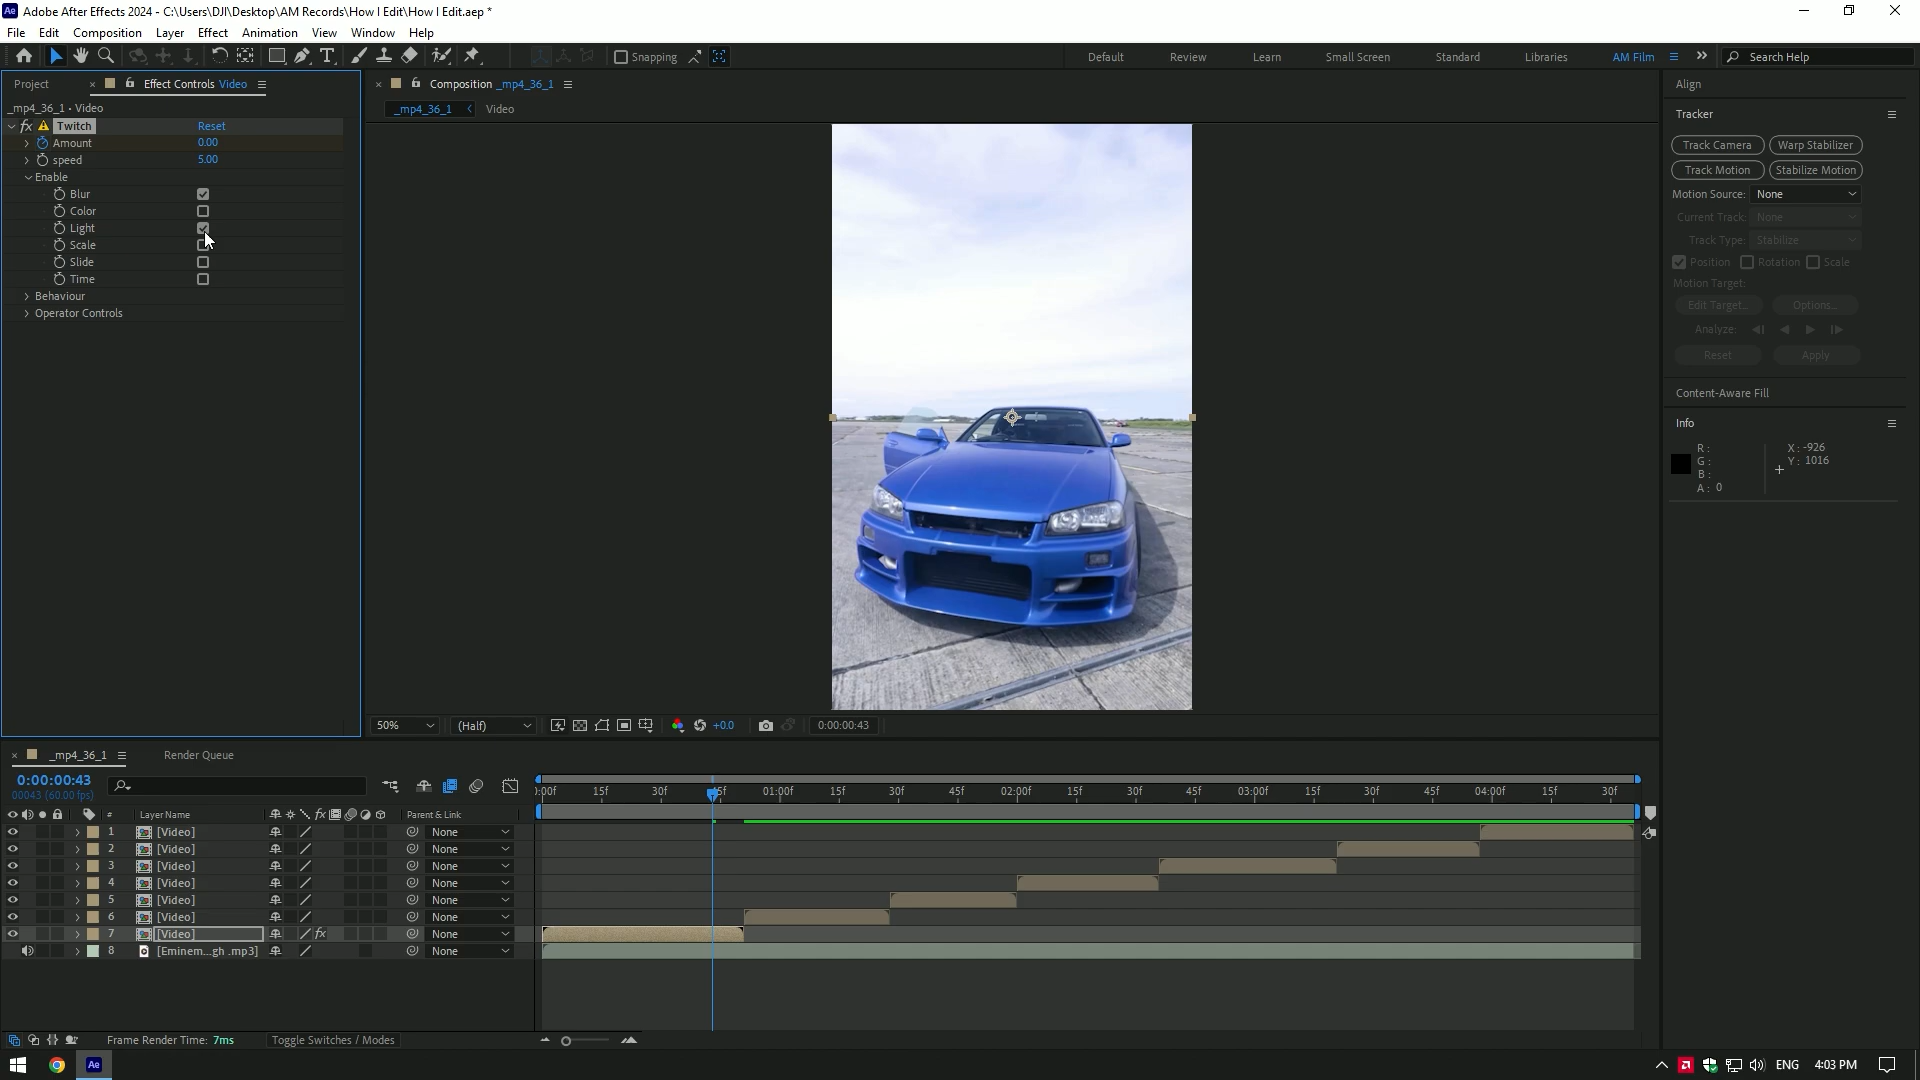 Adobe After Effects 2024 - C:\Users\DJI\Desktop\AM Records\How I Edit\How I Edit.aep *
File Edit Composition Layer Effect Animation View Window Help
Snapping
Default Review Learn Small Screen Standard Libraries AM Film Search Help
Project Effect Controls Video
_mp4_36_1 • Video
fx Twitch Reset
Amount 0.00
speed 5.00
Enable
Blur
Color
Light
Scale
Slide
Time
Behaviour
Operator Controls
Composition _mp4_36_1
_mp4_36_1 Video
50% (Half) +0.0 0:00:00:43
Align
Tracker
Track Camera Warp Stabilizer
Track Motion Stabilize Motion
Motion Source: None
Current Track: None
Track Type: Stabilize
Position Rotation Scale
Motion Target:
Edit Target... Options...
Analyze:
Reset Apply
Content-Aware Fill
Info
R: X: -926
G: Y: 1016
B:
A: 0
_mp4_36_1 Render Queue
0:00:00:43
00043 (60.00 fps)
):00f 15f 30f 45f 01:00f 15f 30f 45f 02:00f 15f 30f 45f 03:00f 15f 30f 45f 04:00f 15f 30f
# Layer Name fx Parent & Link
1 [Video] None
2 [Video] None
3 [Video] None
4 [Video] None
5 [Video] None
6 [Video] None
7 [Video] fx None
8 [Eminem...gh .mp3] None
Frame Render Time: 7ms Toggle Switches / Modes
Ae ENG 4:03 PM